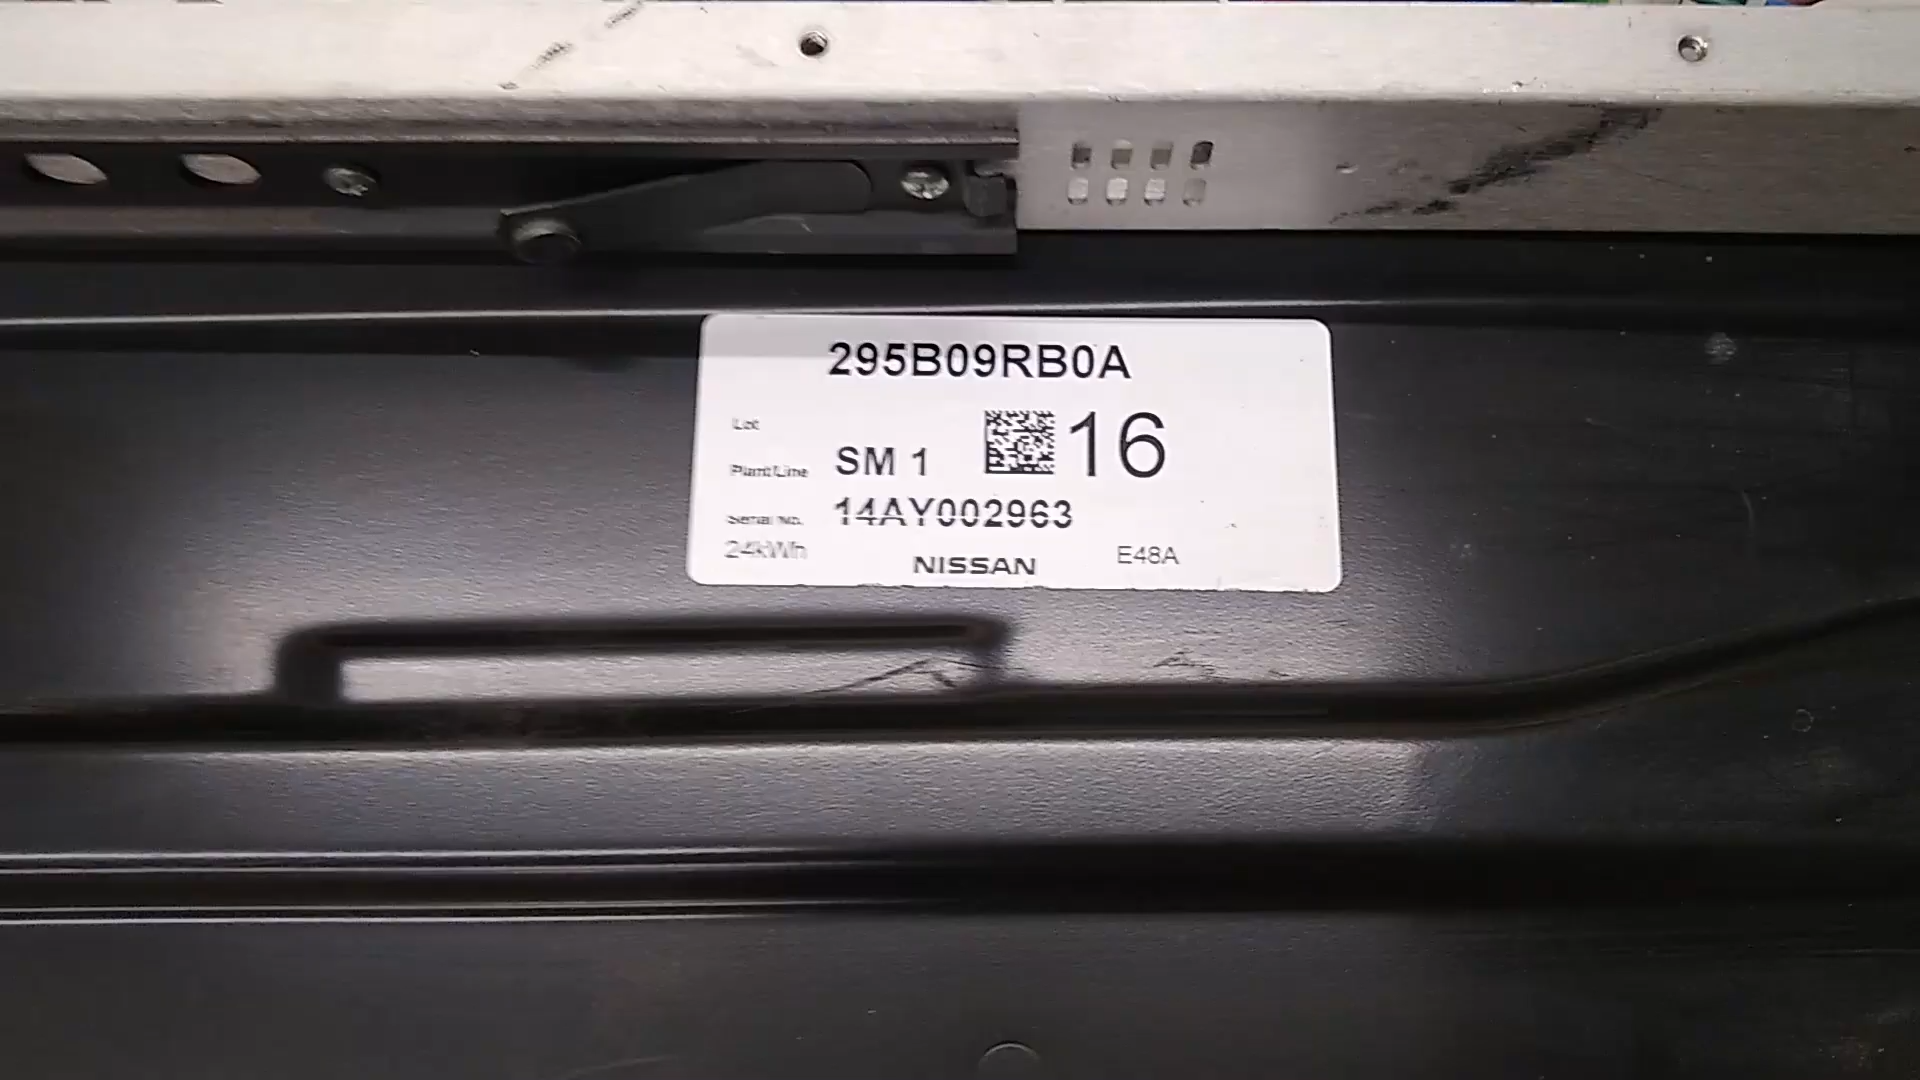 295B09RB0A
Lot
16
Plant/Line SM 1
Serial No. 14AY002963
24kWh NISSAN E48A